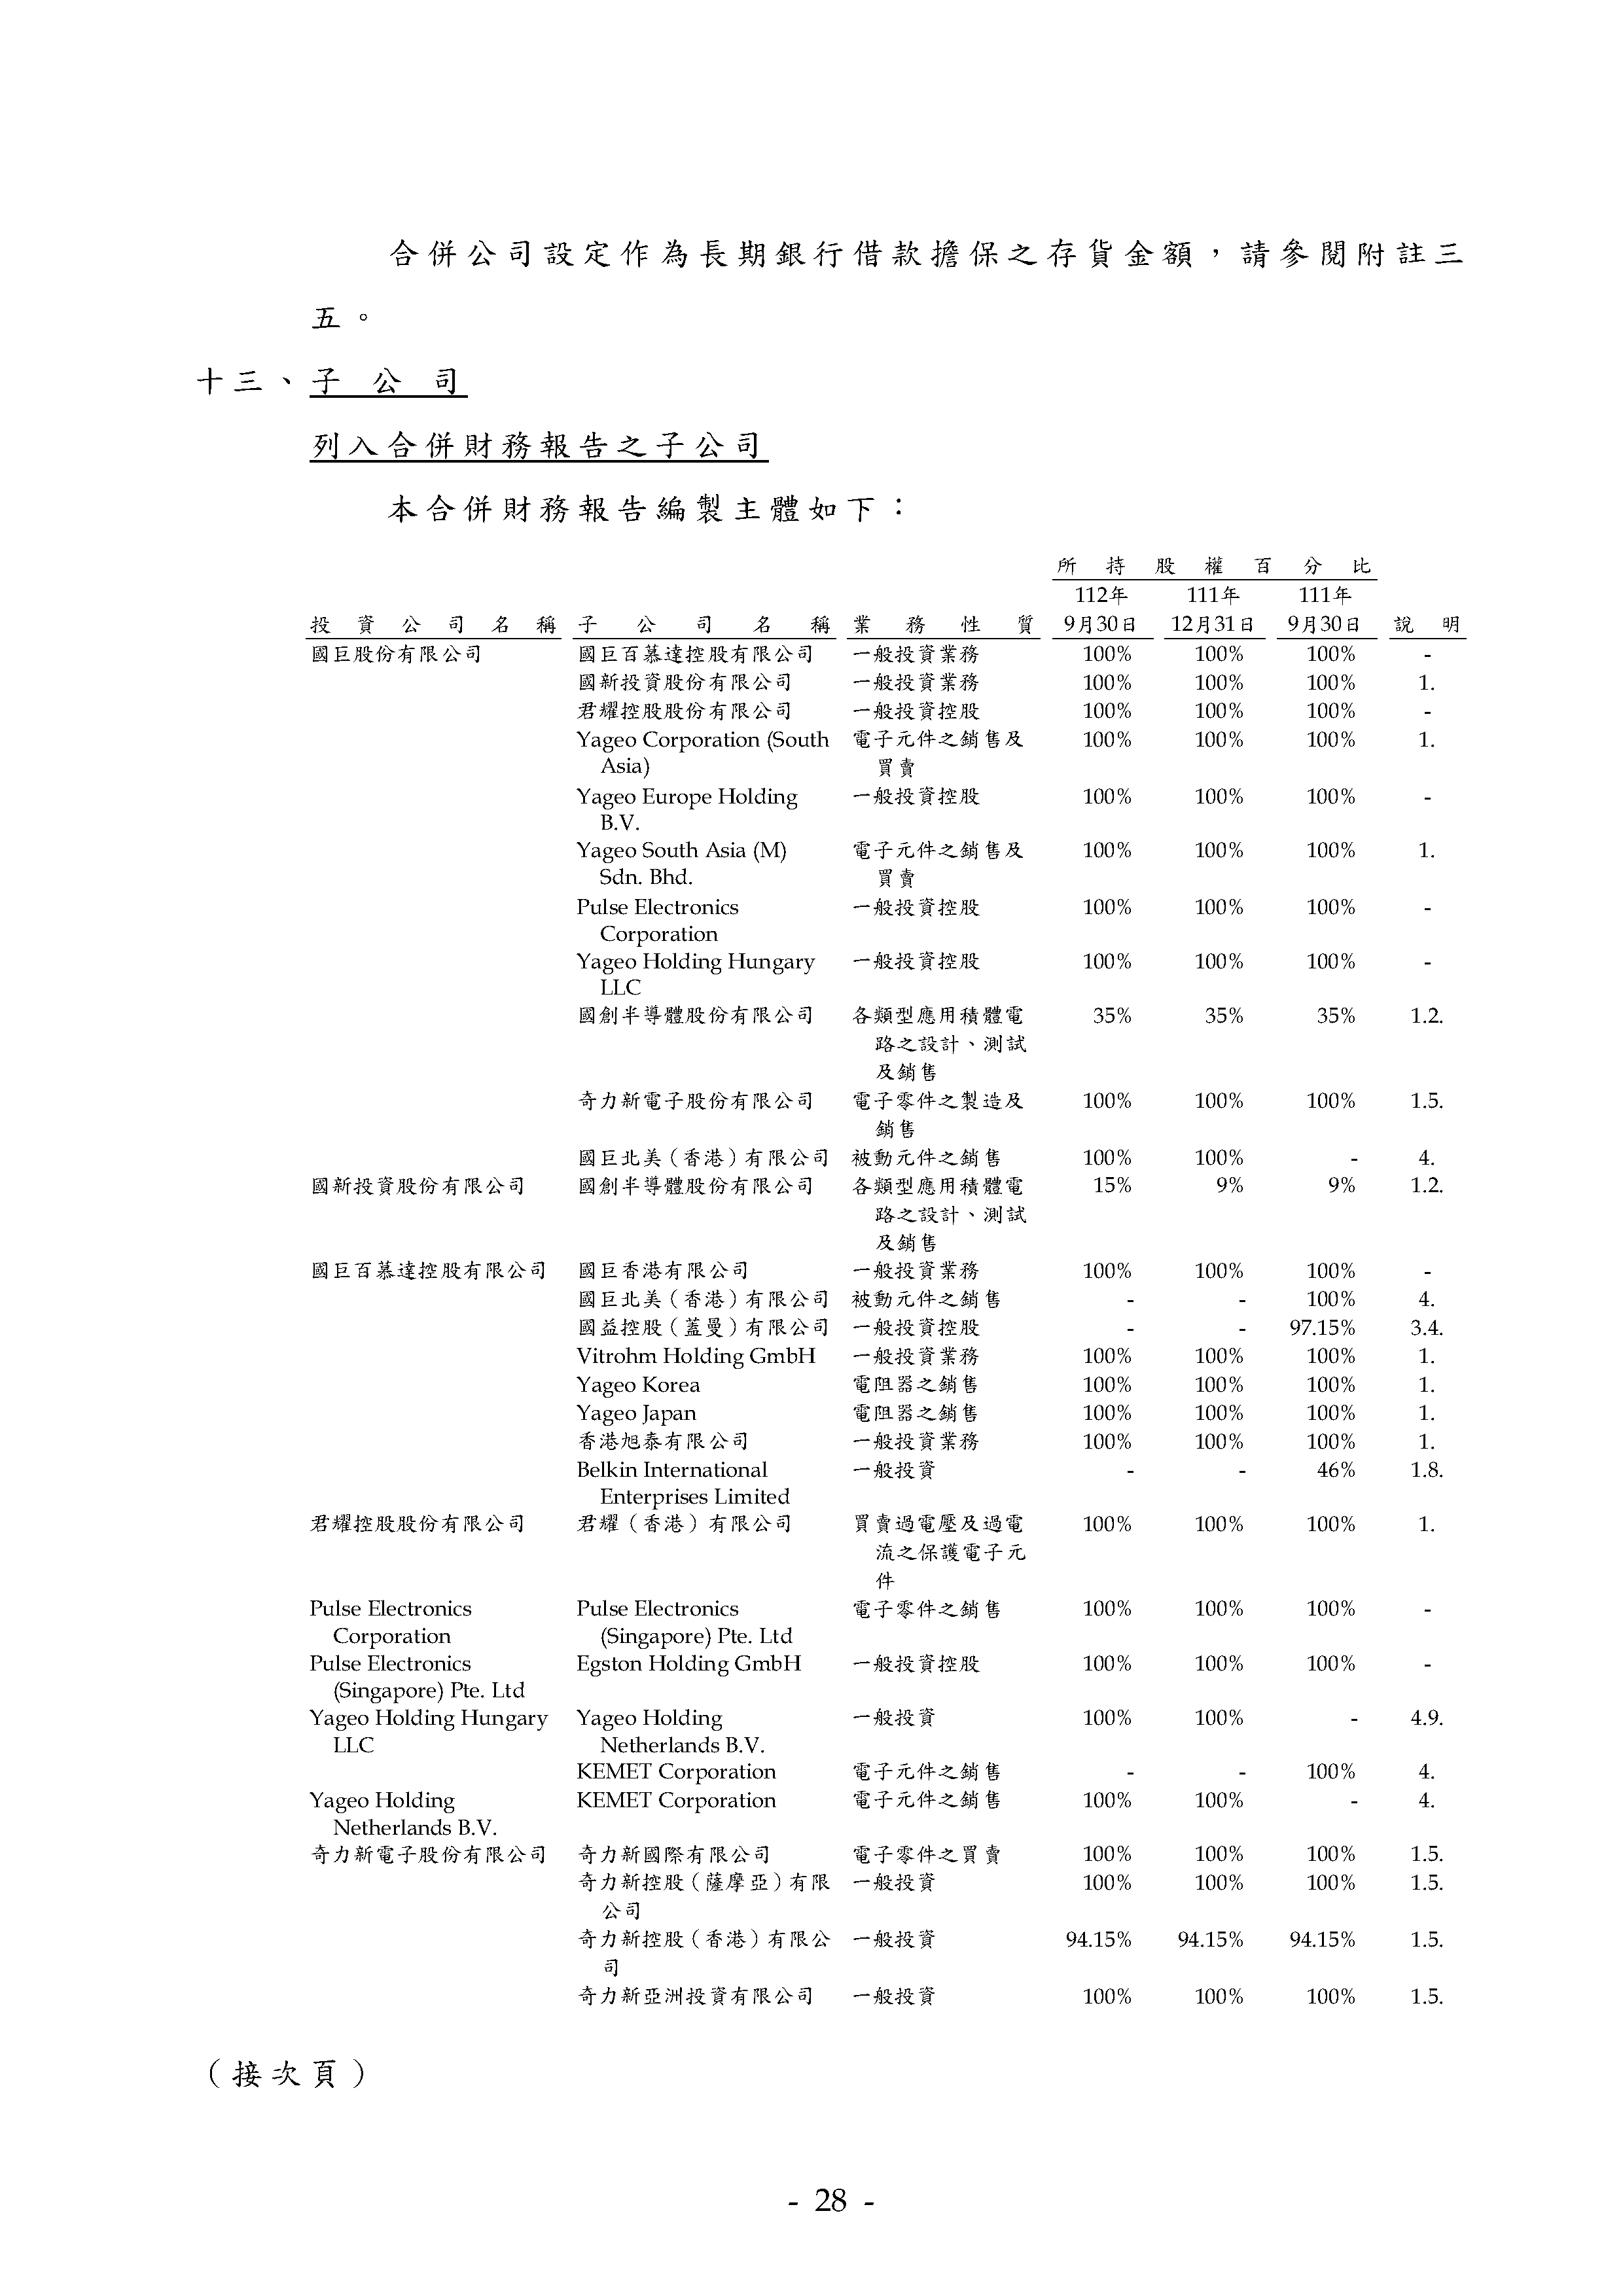 合併公司設定作為長期銀行借款擔保之存貨金額，請參閱附註三
五。
十三、子公司
列入合併財務報告之子公司
本合併財務報告編製主體如下：
所持股權百分比
112年 111年 111年
投資公司名稱 子公司名稱 業務性質 9月30日 12月31日 9月30日 說明
國巨股份有限公司 國巨百慕達控股有限公司 一般投資業務 100% 100% 100% -
國新投資股份有限公司 一般投資業務 100% 100% 100% 1.
君耀控股股份有限公司 一般投資控股 100% 100% 100% -
Yageo Corporation (South 電子元件之銷售及 100% 100% 100% 1.
Asia) 買賣
Yageo Europe Holding 一般投資控股 100% 100% 100% -
B.V.
Yageo South Asia (M) 電子元件之銷售及 100% 100% 100% 1.
Sdn. Bhd. 買賣
Pulse Electronics 一般投資控股 100% 100% 100% -
Corporation
Yageo Holding Hungary 一般投資控股 100% 100% 100% -
LLC
國創半導體股份有限公司 各類型應用積體電 35% 35% 35% 1.2.
路之設計、測試
及銷售
奇力新電子股份有限公司 電子零件之製造及 100% 100% 100% 1.5.
銷售
國巨北美（香港）有限公司 被動元件之銷售 100% 100% - 4.
國新投資股份有限公司 國創半導體股份有限公司 各類型應用積體電 15% 9% 9% 1.2.
路之設計、測試
及銷售
國巨百慕達控股有限公司 國巨香港有限公司 一般投資業務 100% 100% 100% -
國巨北美（香港）有限公司 被動元件之銷售 - - 100% 4.
國益控股（蓋曼）有限公司 一般投資控股 - - 97.15% 3.4.
Vitrohm Holding GmbH 一般投資業務 100% 100% 100% 1.
Yageo Korea 電阻器之銷售 100% 100% 100% 1.
Yageo Japan 電阻器之銷售 100% 100% 100% 1.
香港旭泰有限公司 一般投資業務 100% 100% 100% 1.
Belkin International 一般投資 - - 46% 1.8.
Enterprises Limited
君耀控股股份有限公司 君耀（香港）有限公司 買賣過電壓及過電 100% 100% 100% 1.
流之保護電子元
件
Pulse Electronics Pulse Electronics 電子零件之銷售 100% 100% 100% -
Corporation (Singapore) Pte. Ltd
Pulse Electronics Egston Holding GmbH 一般投資控股 100% 100% 100% -
(Singapore) Pte. Ltd
Yageo Holding Hungary Yageo Holding 一般投資 100% 100% - 4.9.
LLC Netherlands B.V.
KEMET Corporation 電子元件之銷售 - - 100% 4.
Yageo Holding KEMET Corporation 電子元件之銷售 100% 100% - 4.
Netherlands B.V.
奇力新電子股份有限公司 奇力新國際有限公司 電子零件之買賣 100% 100% 100% 1.5.
奇力新控股（薩摩亞）有限 一般投資 100% 100% 100% 1.5.
公司
奇力新控股（香港）有限公 一般投資 94.15% 94.15% 94.15% 1.5.
司
奇力新亞洲投資有限公司 一般投資 100% 100% 100% 1.5.
（接次頁）
- 28 -